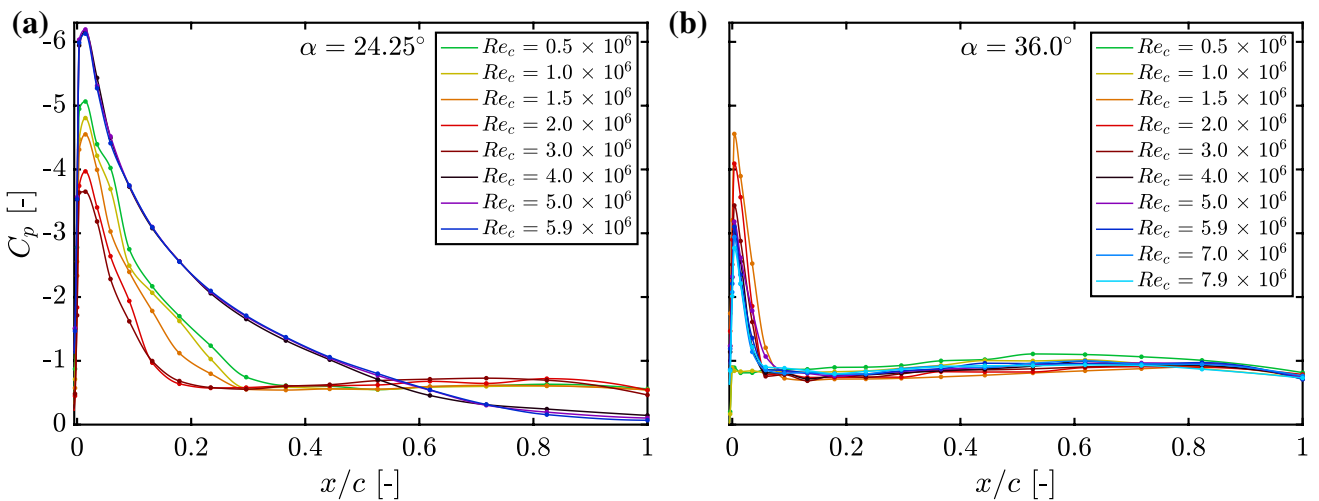 (a)
α = 24.25°
Re_c = 0.5 × 10^6
Re_c = 1.0 × 10^6
Re_c = 1.5 × 10^6
Re_c = 2.0 × 10^6
Re_c = 3.0 × 10^6
Re_c = 4.0 × 10^6
Re_c = 5.0 × 10^6
Re_c = 5.9 × 10^6
-6
-5
-4
-3
-2
-1
0
C_p [-]
0 0.2 0.4 0.6 0.8 1
x/c [-]
(b)
α = 36.0°
Re_c = 0.5 × 10^6
Re_c = 1.0 × 10^6
Re_c = 1.5 × 10^6
Re_c = 2.0 × 10^6
Re_c = 3.0 × 10^6
Re_c = 4.0 × 10^6
Re_c = 5.0 × 10^6
Re_c = 5.9 × 10^6
Re_c = 7.0 × 10^6
Re_c = 7.9 × 10^6
0 0.2 0.4 0.6 0.8 1
x/c [-]